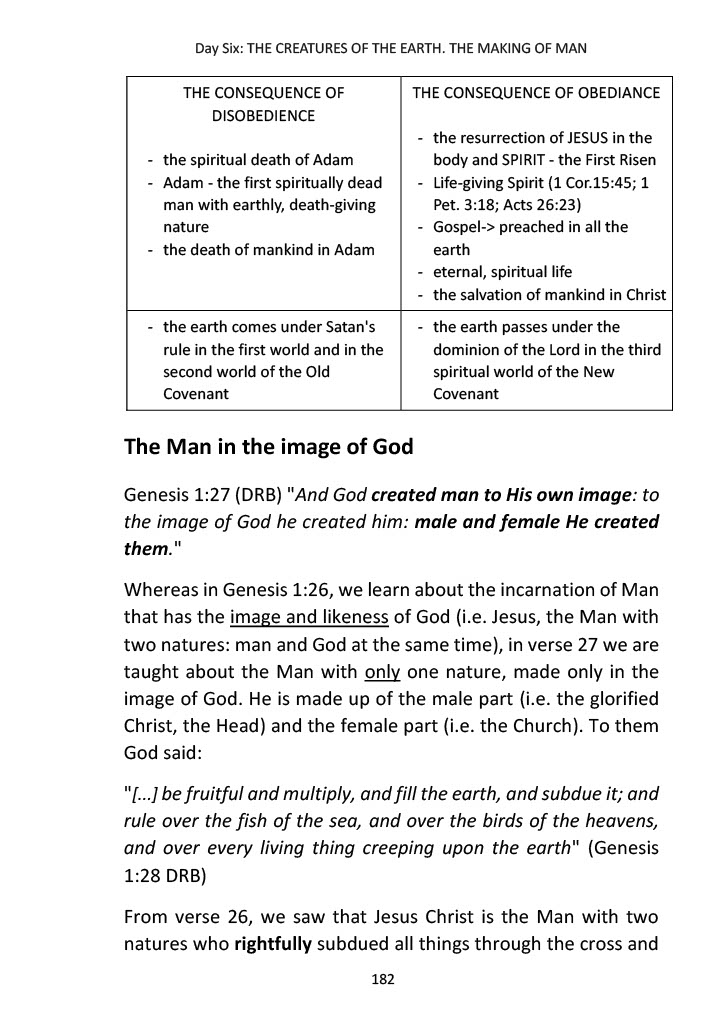 Day Six: THE CREATURES OF THE EARTH. THE MAKING OF MAN
THE CONSEQUENCE OF
DISOBEDIENCE
- the spiritual death of Adam
- Adam - the first spiritually dead
man with earthly, death-giving
nature
- the death of mankind in Adam
THE CONSEQUENCE OF OBEDIANCE
- the resurrection of JESUS in the
body and SPIRIT - the First Risen
- Life-giving Spirit (1 Cor.15:45; 1
Pet. 3:18; Acts 26:23)
- Gospel-> preached in all the
earth
- eternal, spiritual life
- the salvation of mankind in Christ
- the earth comes under Satan's
rule in the first world and in the
second world of the Old
Covenant
- the earth passes under the
dominion of the Lord in the third
spiritual world of the New
Covenant
The Man in the image of God
Genesis 1:27 (DRB) "And God created man to His own image: to
the image of God he created him: male and female He created
them."
Whereas in Genesis 1:26, we learn about the incarnation of Man
that has the image and likeness of God (i.e. Jesus, the Man with
two natures: man and God at the same time), in verse 27 we are
taught about the Man with only one nature, made only in the
image of God. He is made up of the male part (i.e. the glorified
Christ, the Head) and the female part (i.e. the Church). To them
God said:
"[...] be fruitful and multiply, and fill the earth, and subdue it; and
rule over the fish of the sea, and over the birds of the heavens,
and over every living thing creeping upon the earth" (Genesis
1:28 DRB)
From verse 26, we saw that Jesus Christ is the Man with two
natures who rightfully subdued all things through the cross and
182